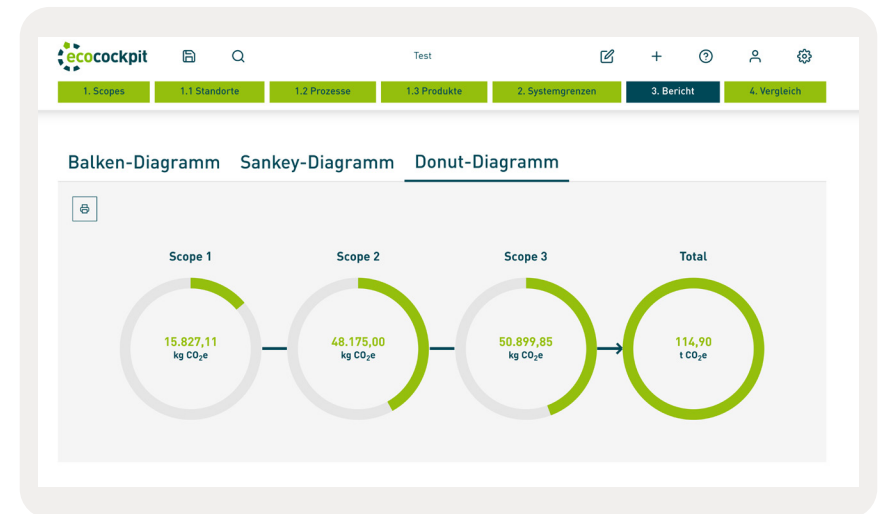 ecocockpit
Test
1. Scopes
1.1 Standorte
1.2 Prozesse
1.3 Produkte
2. Systemgrenzen
3. Bericht
4. Vergleich
Balken-Diagramm
Sankey-Diagramm
Donut-Diagramm
Scope 1
15.827,11
kg CO₂e
Scope 2
48.175,00
kg CO₂e
Scope 3
50.899,85
kg CO₂e
Total
114,90
t CO₂e